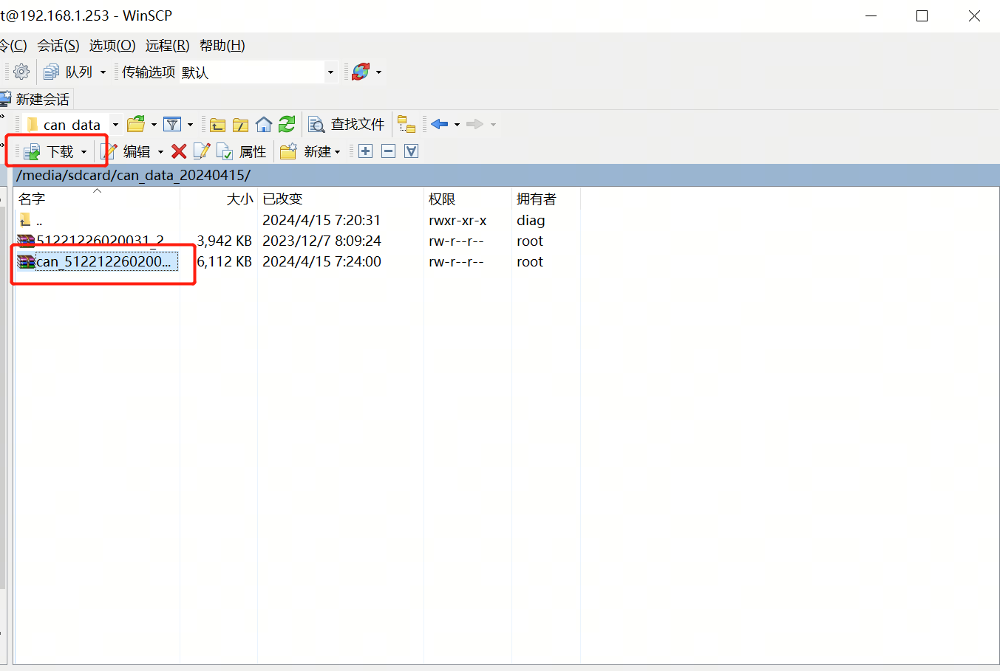 t@192.168.1.253 - WinSCP
令(C) 会话(S) 选项(O) 远程(R) 帮助(H)
队列 传输选项 默认
新建会话
can_data 查找文件
下载 编辑 属性 新建
/media/sdcard/can_data_20240415/
名字 大小 已改变 权限 拥有者
.. 2024/4/15 7:20:31 rwxr-xr-x diag
51221226020031_2 3,942 KB 2023/12/7 8:09:24 rw-r--r-- root
can_512212260200... 6,112 KB 2024/4/15 7:24:00 rw-r--r-- root